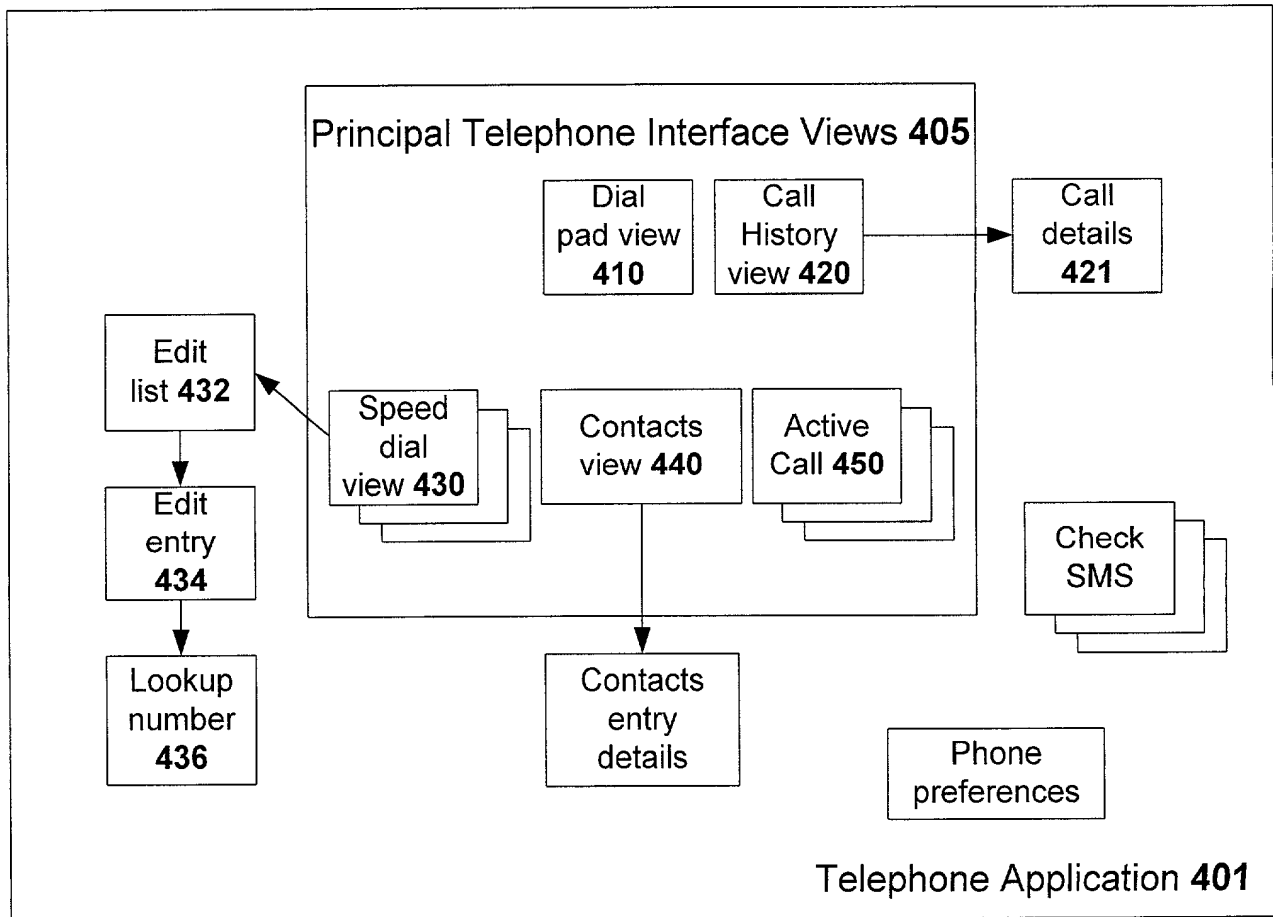 Principal Telephone Interface Views 405
Dial
pad view
410
Call
History
view 420
Call
details
421
Edit
list 432
Speed
dial
view 430
Contacts
view 440
Active
Call 450
Edit
entry
434
Check
SMS
Lookup
number
436
Contacts
entry
details
Phone
preferences
Telephone Application 401